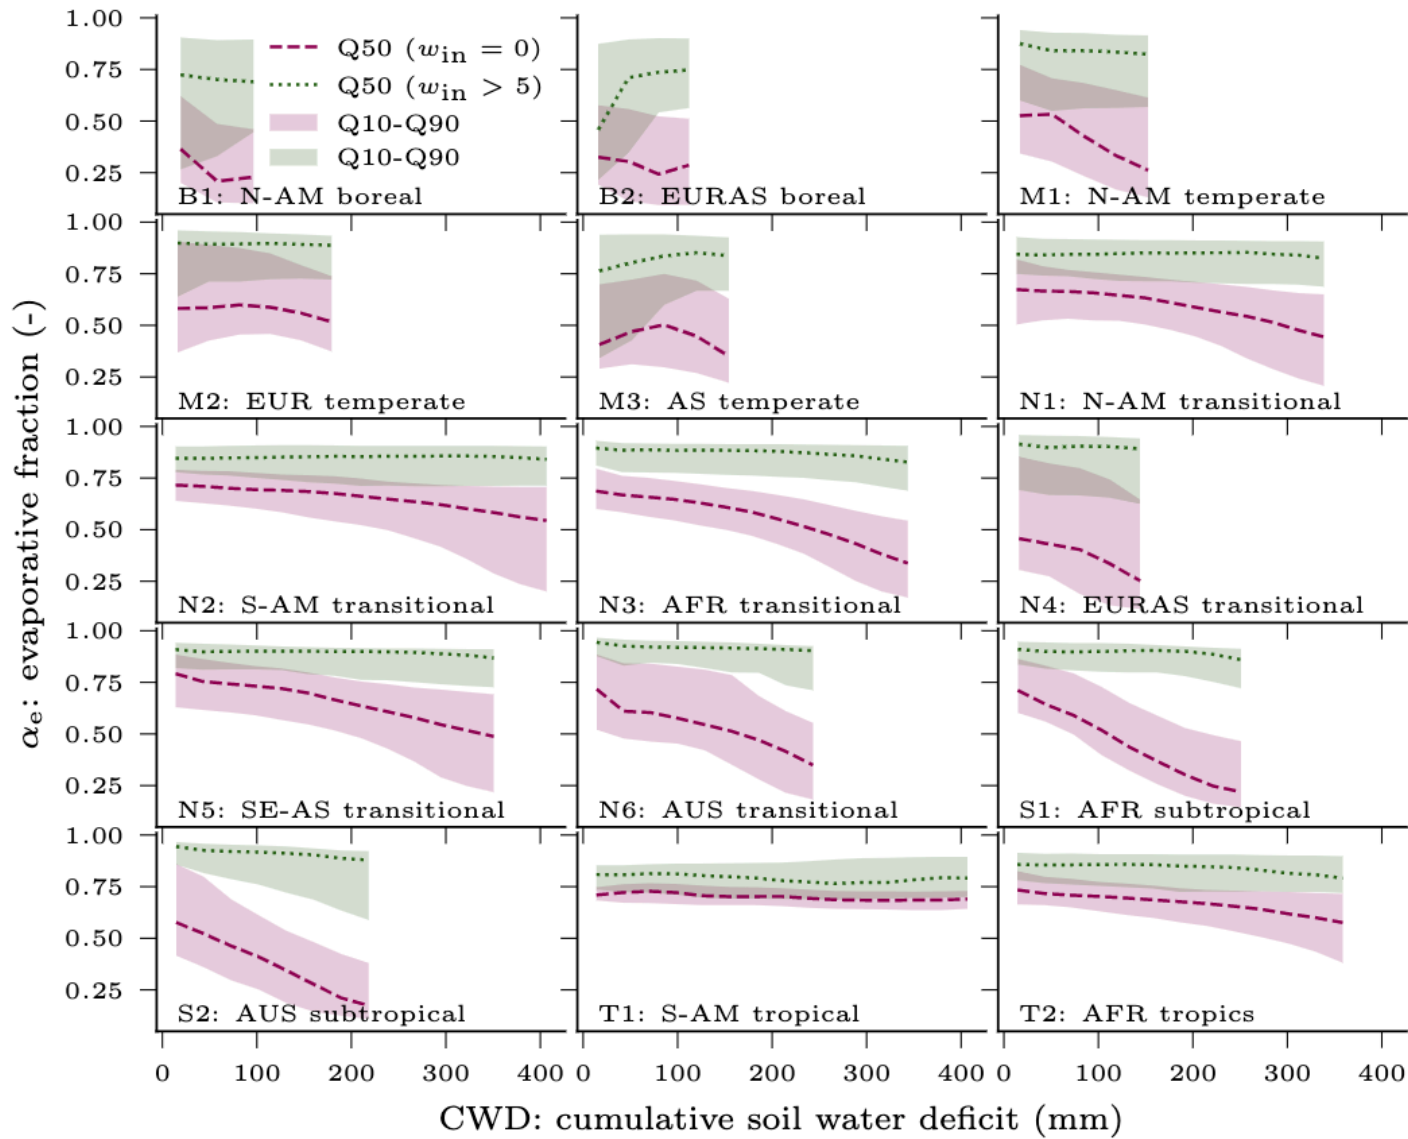 1.00
0.75
0.50
0.25
Q50 (w_in = 0)
Q50 (w_in > 5)
Q10-Q90
Q10-Q90
B1: N-AM boreal
B2: EURAS boreal
M1: N-AM temperate
1.00
0.75
0.50
0.25
M2: EUR temperate
M3: AS temperate
N1: N-AM transitional
1.00
0.75
0.50
0.25
N2: S-AM transitional
N3: AFR transitional
N4: EURAS transitional
1.00
0.75
0.50
0.25
N5: SE-AS transitional
N6: AUS transitional
S1: AFR subtropical
1.00
0.75
0.50
0.25
S2: AUS subtropical
T1: S-AM tropical
T2: AFR tropics
0 100 200 300 400
0 100 200 300 400
0 100 200 300 400
α_e: evaporative fraction (-)
CWD: cumulative soil water deficit (mm)